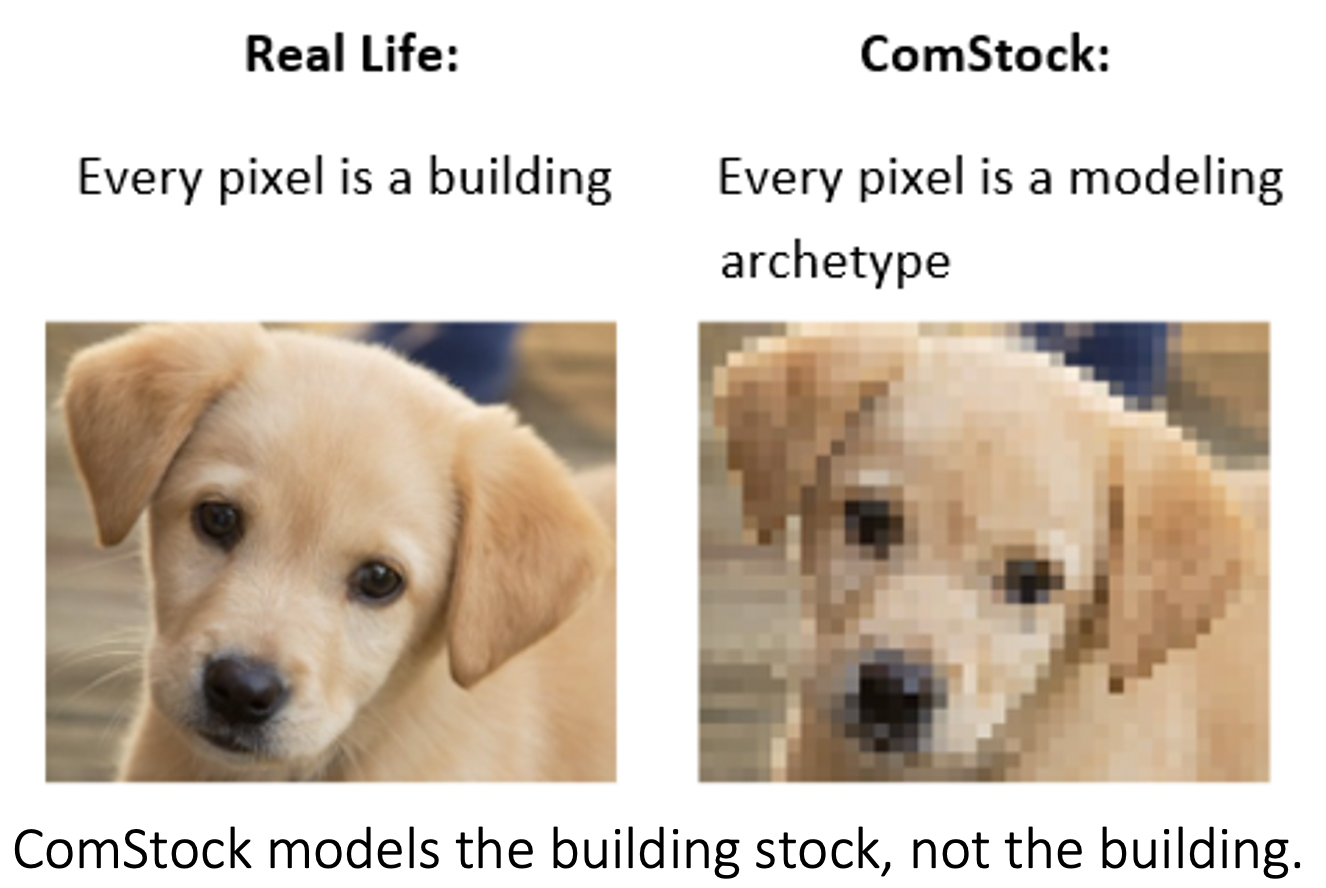 Real Life:
ComStock:
Every pixel is a building
Every pixel is a modeling
archetype
ComStock models the building stock, not the building.